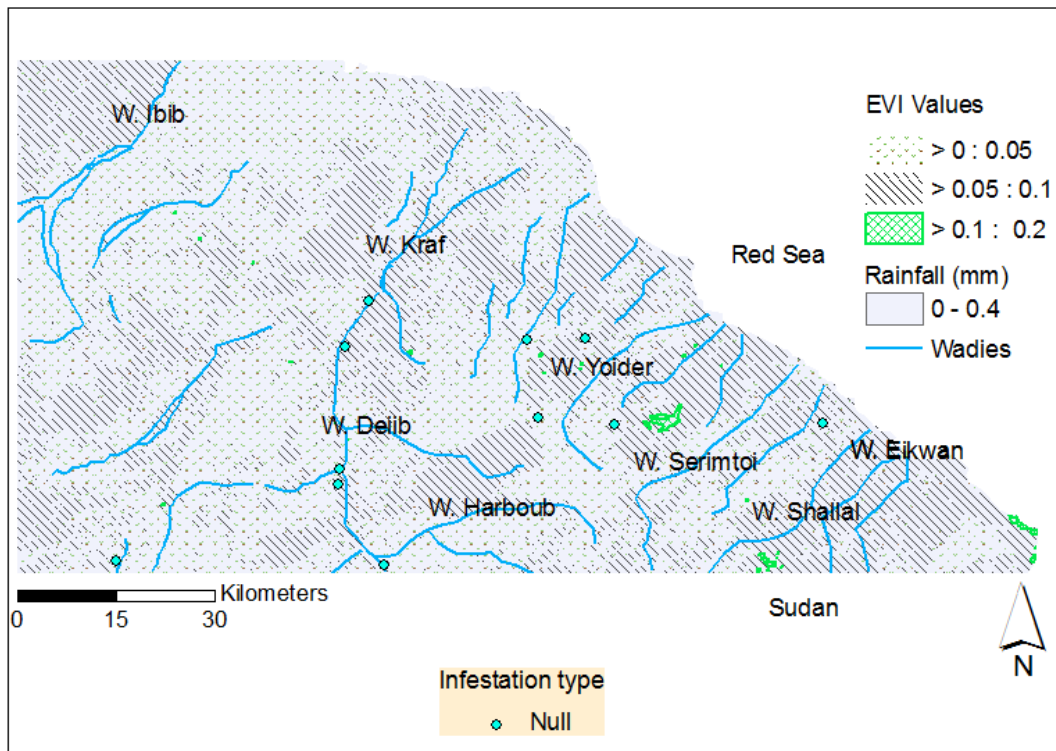 W. Ibib
EVI Values
> 0 : 0.05
> 0.05 : 0.1
> 0.1 : 0.2
W. Kraf
Red Sea
Rainfall (mm)
0 - 0.4
Wadies
W. Yoider
W. Deiib
W. Eikwan
W. Serimtoi
W. Harboub
W. Shallal
Kilometers
0 15 30
Sudan
N
Infestation type
Null